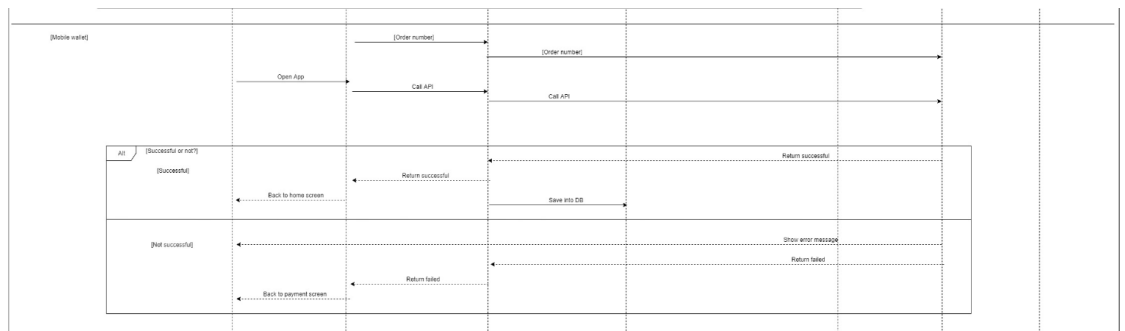 [Mobile wallet]
[Order number]
[Order number]
Open App
Call API
Call API
Alt
[Successful or not?]
Return successful
[Successful]
Return successful
Back to home screen
Save into DB
[Not successful]
Show error message
Return failed
Return failed
Back to payment screen